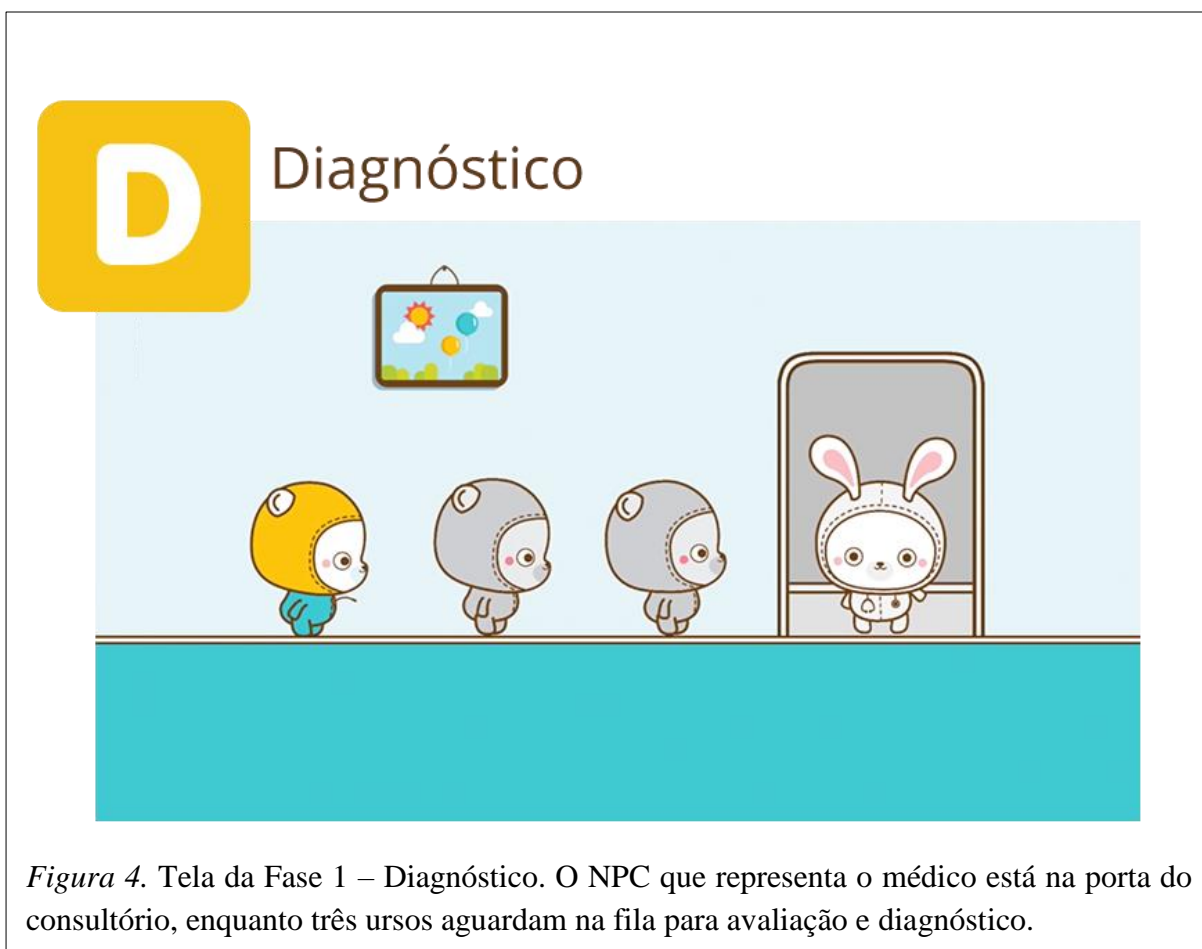 D
Diagnóstico
Figura 4. Tela da Fase 1 – Diagnóstico. O NPC que representa o médico está na porta do
consultório, enquanto três ursos aguardam na fila para avaliação e diagnóstico.